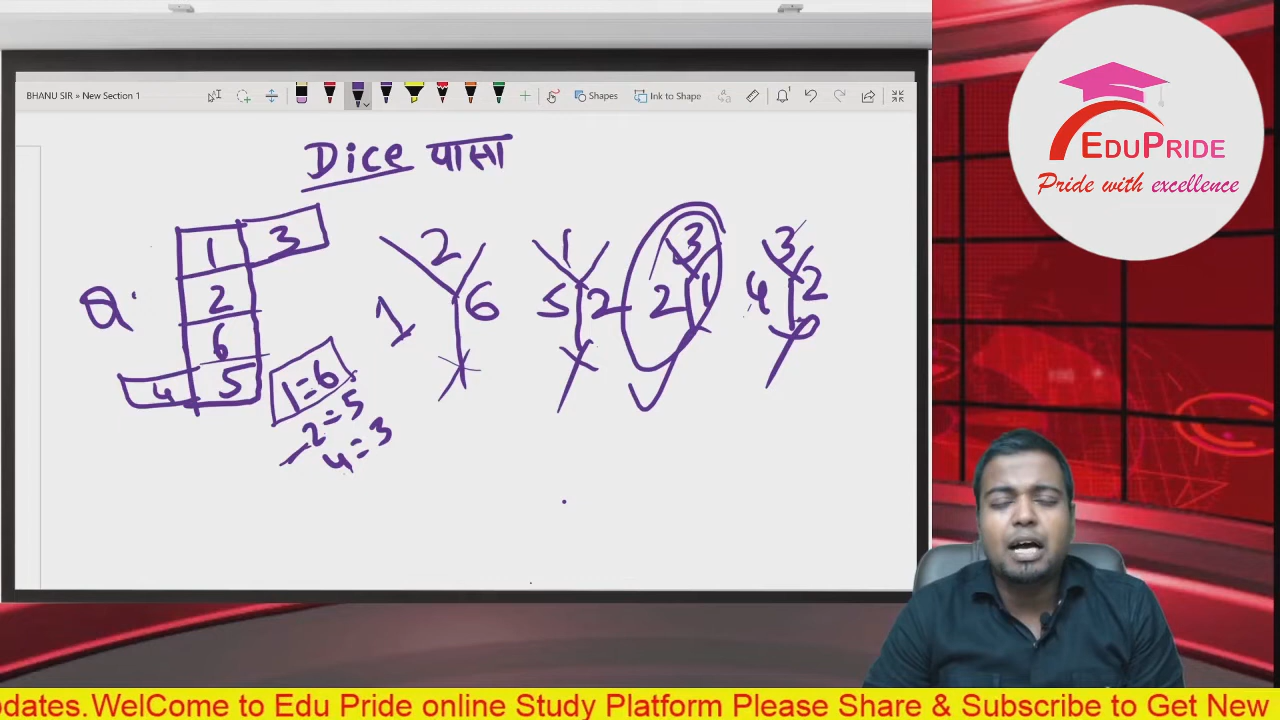 BHANU SIR » New Section 1
Shapes
Ink to Shape
EDUPRIDE
Pride with excellence
Dice पासा
Q.
1 3
2
6
4 5
1=6
2=5
4=3
2
1 6
1
5 2
3
2 1
3
4 2
pdates.WelCome to Edu Pride online Study Platform Please Share & Subscribe to Get New